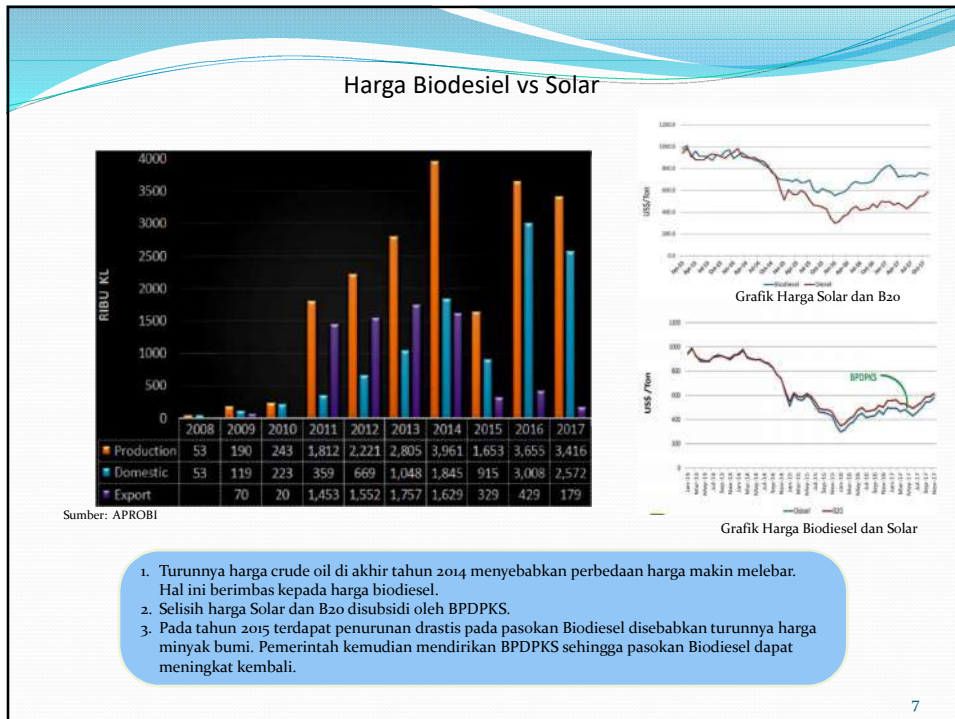 Harga Biodesiel vs Solar
4000
3500
3000
2500
2000
1500
1000
500
0
RIBU KL
2008 2009 2010 2011 2012 2013 2014 2015 2016 2017
Production 53 190 243 1,812 2,221 2,805 3,961 1,653 3,655 3,416
Domestic 53 119 223 359 669 1,048 1,845 915 3,008 2,572
Export 70 20 1,453 1,552 1,757 1,629 329 429 179
Sumber: APROBI
US$/Ton
Biodiesel Diesel
Grafik Harga Solar dan B20
US$ /Ton
BPDPKS
Diesel B20
Grafik Harga Biodiesel dan Solar
1. Turunnya harga crude oil di akhir tahun 2014 menyebabkan perbedaan harga makin melebar.
Hal ini berimbas kepada harga biodiesel.
2. Selisih harga Solar dan B20 disubsidi oleh BPDPKS.
3. Pada tahun 2015 terdapat penurunan drastis pada pasokan Biodiesel disebabkan turunnya harga
minyak bumi. Pemerintah kemudian mendirikan BPDPKS sehingga pasokan Biodiesel dapat
meningkat kembali.
7